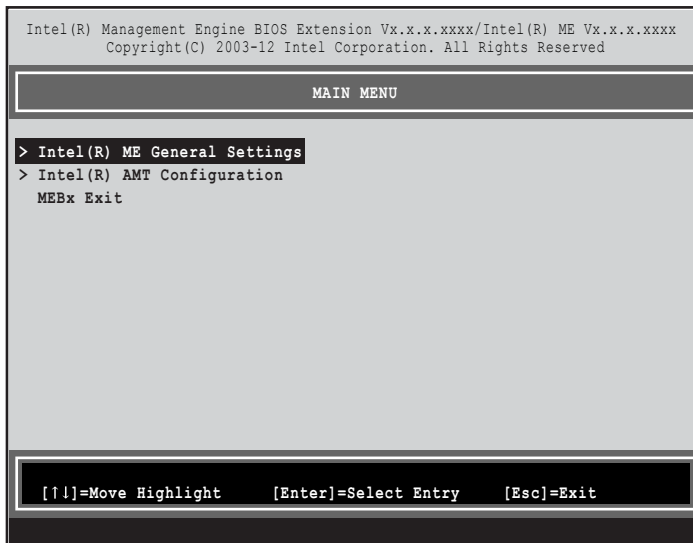 Intel(R) Management Engine BIOS Extension Vx.x.x.xxxx/Intel(R) ME Vx.x.x.xxxx
Copyright(C) 2003-12 Intel Corporation. All Rights Reserved
MAIN MENU
> Intel(R) ME General Settings
> Intel(R) AMT Configuration
MEBx Exit
[↑↓]=Move Highlight [Enter]=Select Entry [Esc]=Exit